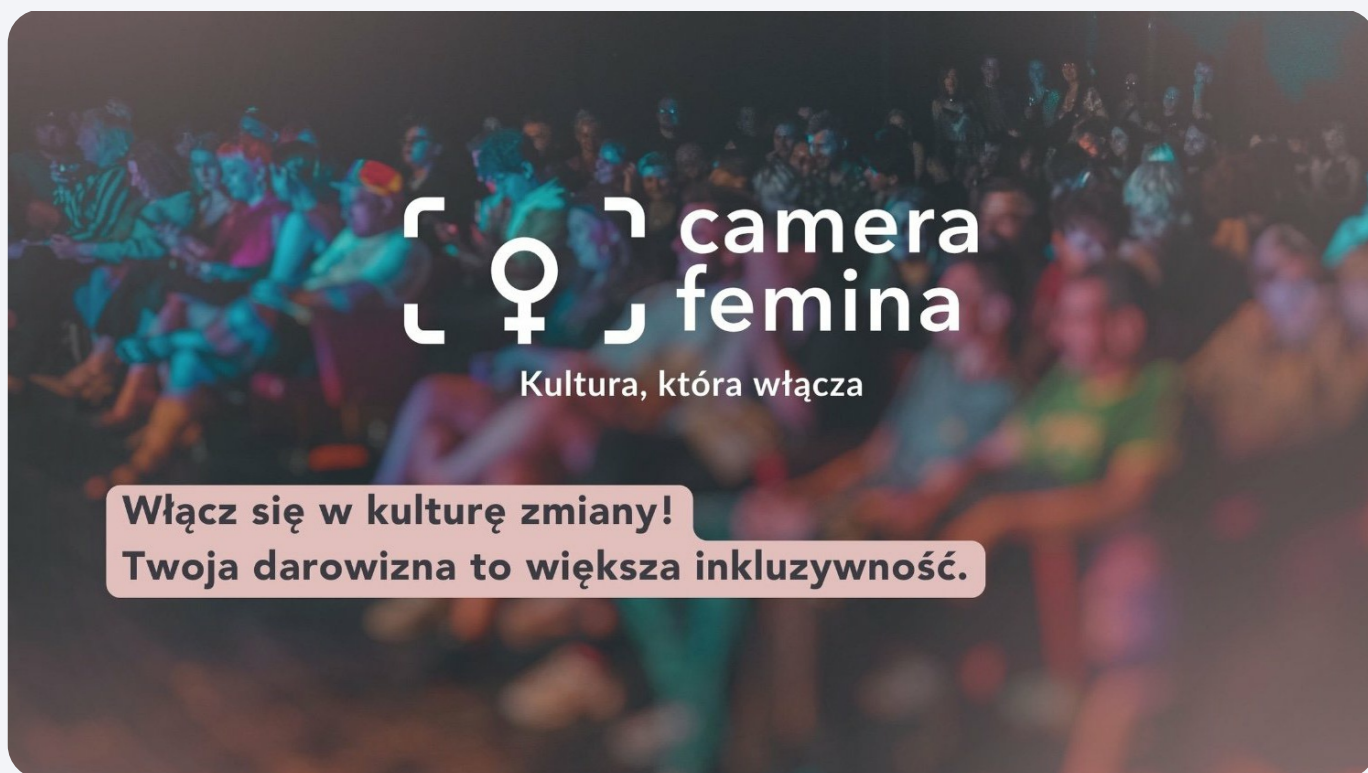 camera
femina
Kultura, która włącza
Włącz się w kulturę zmiany!
Twoja darowizna to większa inkluzywność.